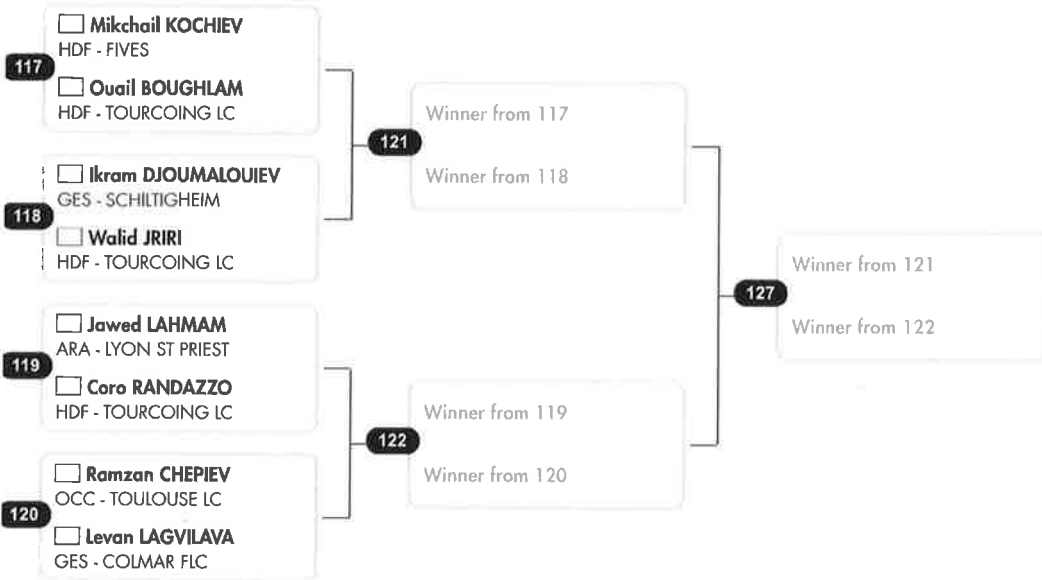 117
Mikchail KOCHIEV
HDF - FIVES
Ouail BOUGHLAM
HDF - TOURCOING LC
118
Ikram DJOUMALOUIEV
GES - SCHILTIGHEIM
Walid JRIRI
HDF - TOURCOING LC
119
Jawed LAHMAM
ARA - LYON ST PRIEST
Coro RANDAZZO
HDF - TOURCOING LC
120
Ramzan CHEPIEV
OCC - TOULOUSE LC
Levan LAGVILAVA
GES - COLMAR FLC
121
Winner from 117
Winner from 118
122
Winner from 119
Winner from 120
127
Winner from 121
Winner from 122